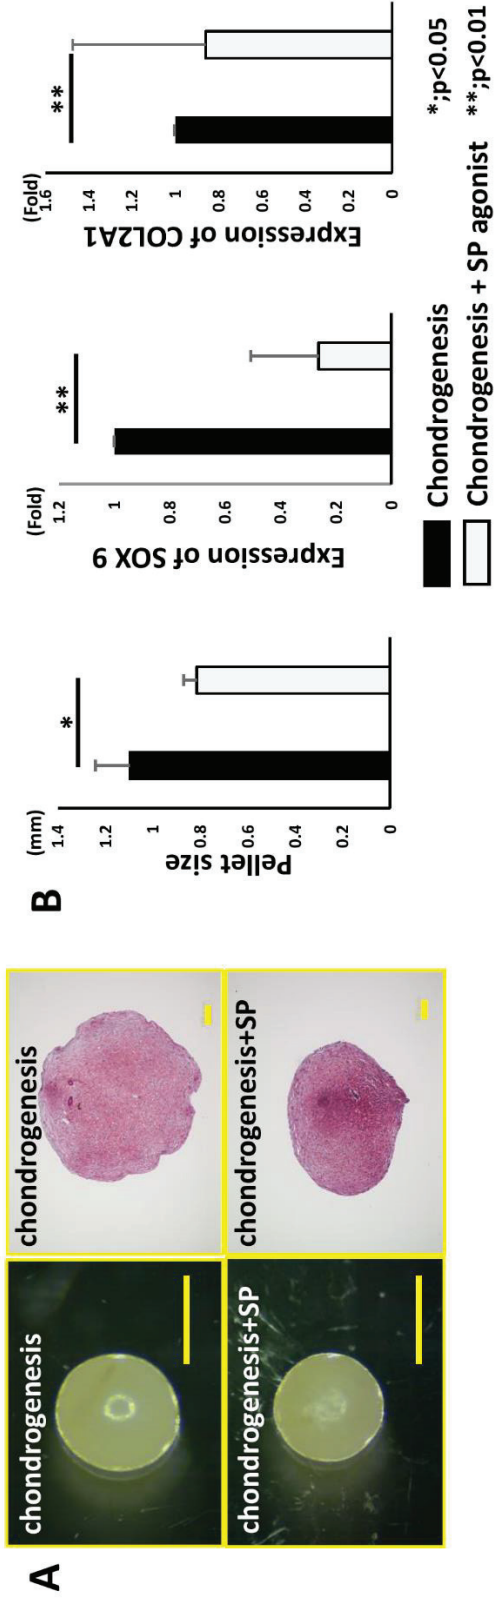 A
chondrogenesis
chondrogenesis
chondrogenesis+SP
chondrogenesis+SP
B
(mm)
1.4
1.2
1
0.8
0.6
0.4
0.2
0
Pellet size
*
(Fold)
1.2
1
0.8
0.6
0.4
0.2
0
Expression of SOX 9
**
(Fold)
1.6
1.4
1.2
1
0.8
0.6
0.4
0.2
0
Expression of COL2A1
**
Chondrogenesis *;p<0.05
Chondrogenesis + SP agonist **;p<0.01